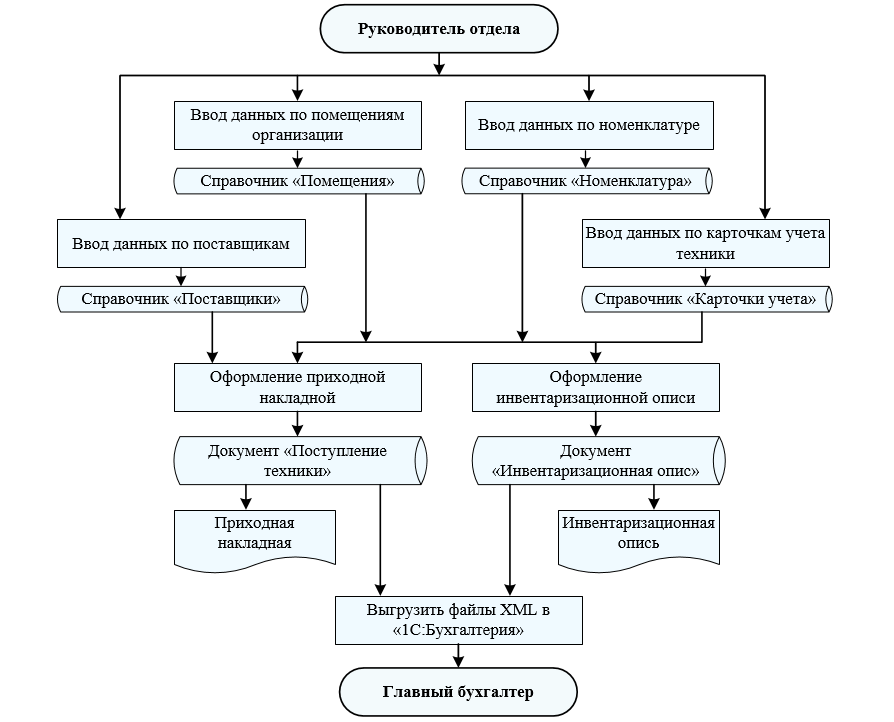 Руководитель отдела
Ввод данных по помещениям
организации
Ввод данных по номенклатуре
Справочник «Помещения»
Справочник «Номенклатура»
Ввод данных по поставщикам
Ввод данных по карточкам учета
техники
Справочник «Поставщики»
Справочник «Карточки учета»
Оформление приходной
накладной
Оформление
инвентаризационной описи
Документ «Поступление
техники»
Документ
«Инвентаризационная опис»
Приходная
накладная
Инвентаризационная
опись
Выгрузить файлы XML в
«1С:Бухгалтерия»
Главный бухгалтер